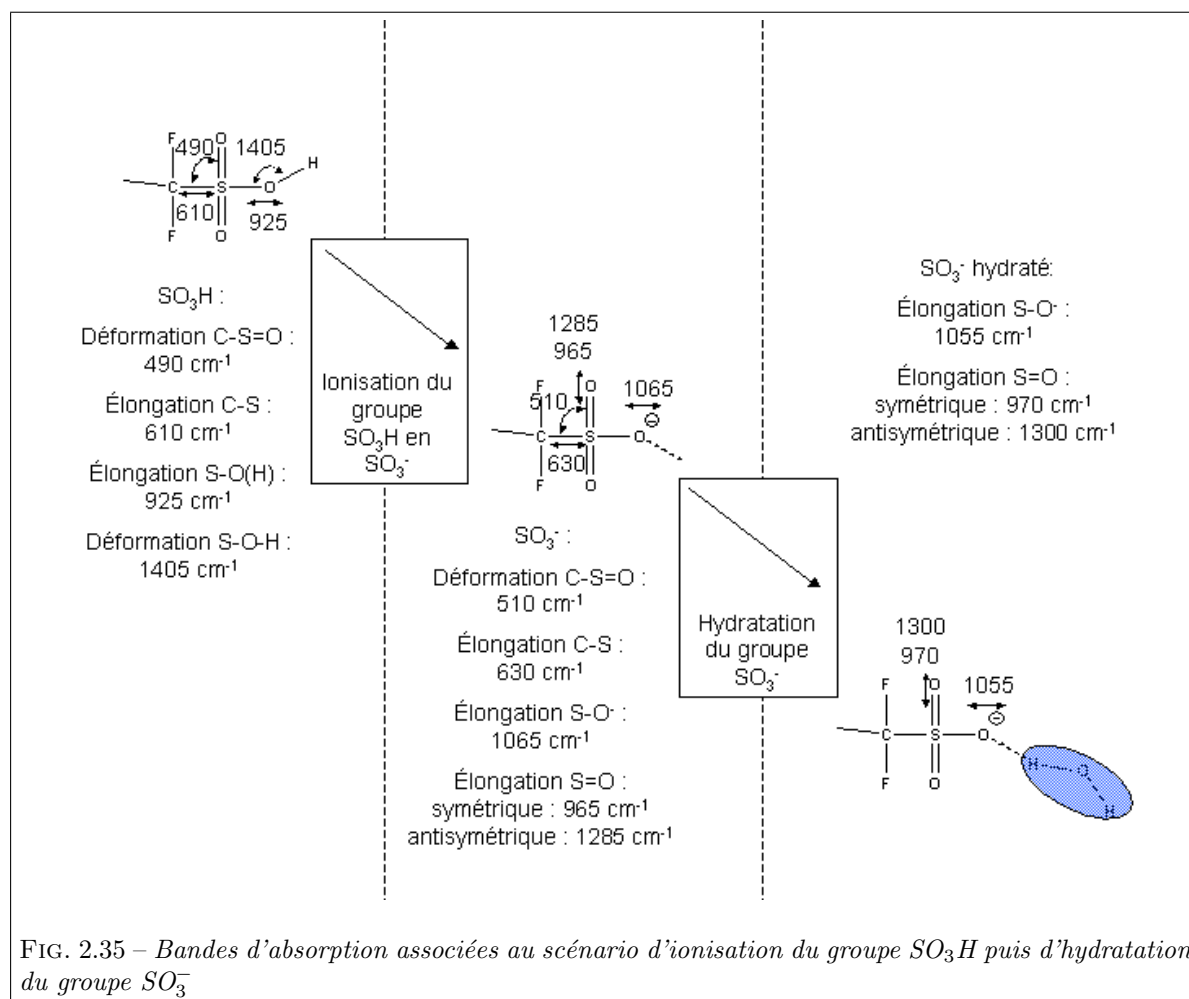 F 490 O 1405 H
C S O
610
925
F O
SO₃H :
Déformation C-S=O :
490 cm⁻¹
Élongation C-S :
610 cm⁻¹
Élongation S-O(H) :
925 cm⁻¹
Déformation S-O-H :
1405 cm⁻¹
Ionisation du
groupe
SO₃H en
SO₃⁻
1285
965
F O 1065
510 ⊖
C S O
630
F O
SO₃⁻ :
Déformation C-S=O :
510 cm⁻¹
Élongation C-S :
630 cm⁻¹
Élongation S-O⁻ :
1065 cm⁻¹
Élongation S=O :
symétrique : 965 cm⁻¹
antisymétrique : 1285 cm⁻¹
Hydratation
du groupe
SO₃⁻
SO₃⁻ hydraté:
Élongation S-O⁻ :
1055 cm⁻¹
Élongation S=O :
symétrique : 970 cm⁻¹
antisymétrique : 1300 cm⁻¹
1300
970
F O 1055
⊖
C S O
H O
F O
H
FIG. 2.35 – Bandes d'absorption associées au scénario d'ionisation du groupe SO₃H puis d'hydratation
du groupe SO₃⁻